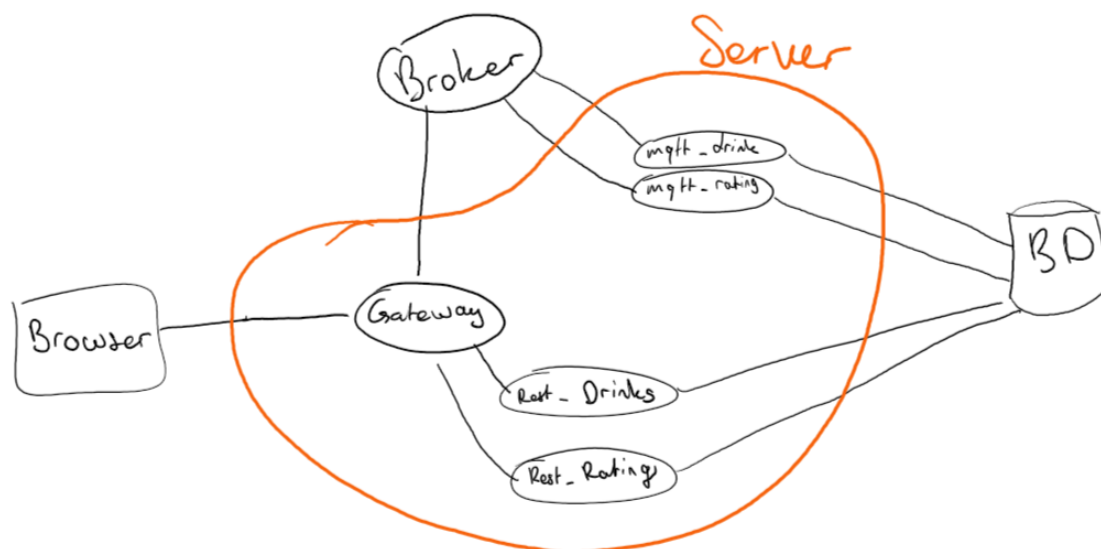 Server
Broker
mqtt_drink
mqtt_rating
BD
Gateway
Browser
Rest_Drinks
Rest_Rating